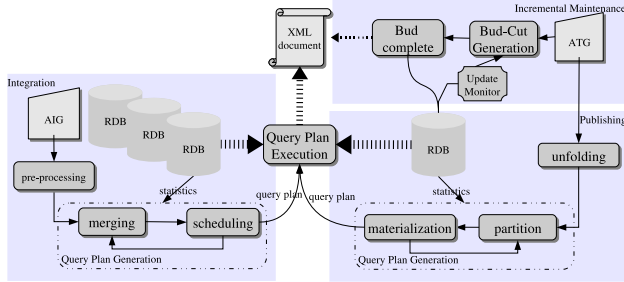 Incremental Maintenance
XML
document
Bud
complete
Bud-Cut
Generation
ATG
Update
Monitor
Integration
AIG
RDB
RDB
RDB
Query Plan
Execution
RDB
Publishing
unfolding
pre-processing
statistics
query plan
query plan
statistics
merging
scheduling
materialization
partition
Query Plan Generation
Query Plan Generation